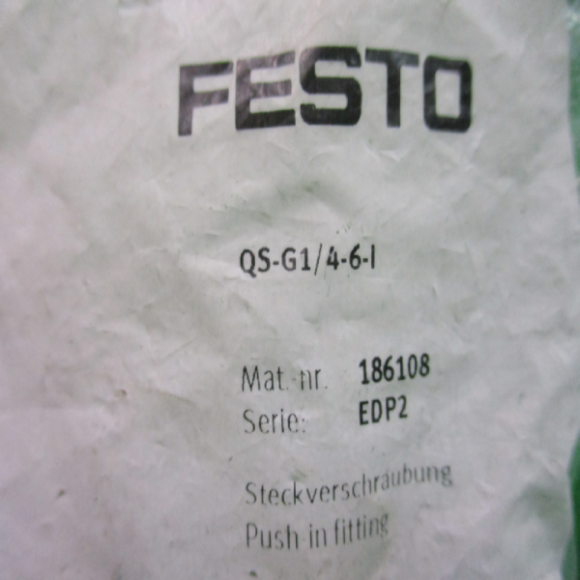 FESTO
QS-G1/4-6-I
Mat.-nr. 186108
Serie: EDP2
Steckverschraubung
Push in fitting